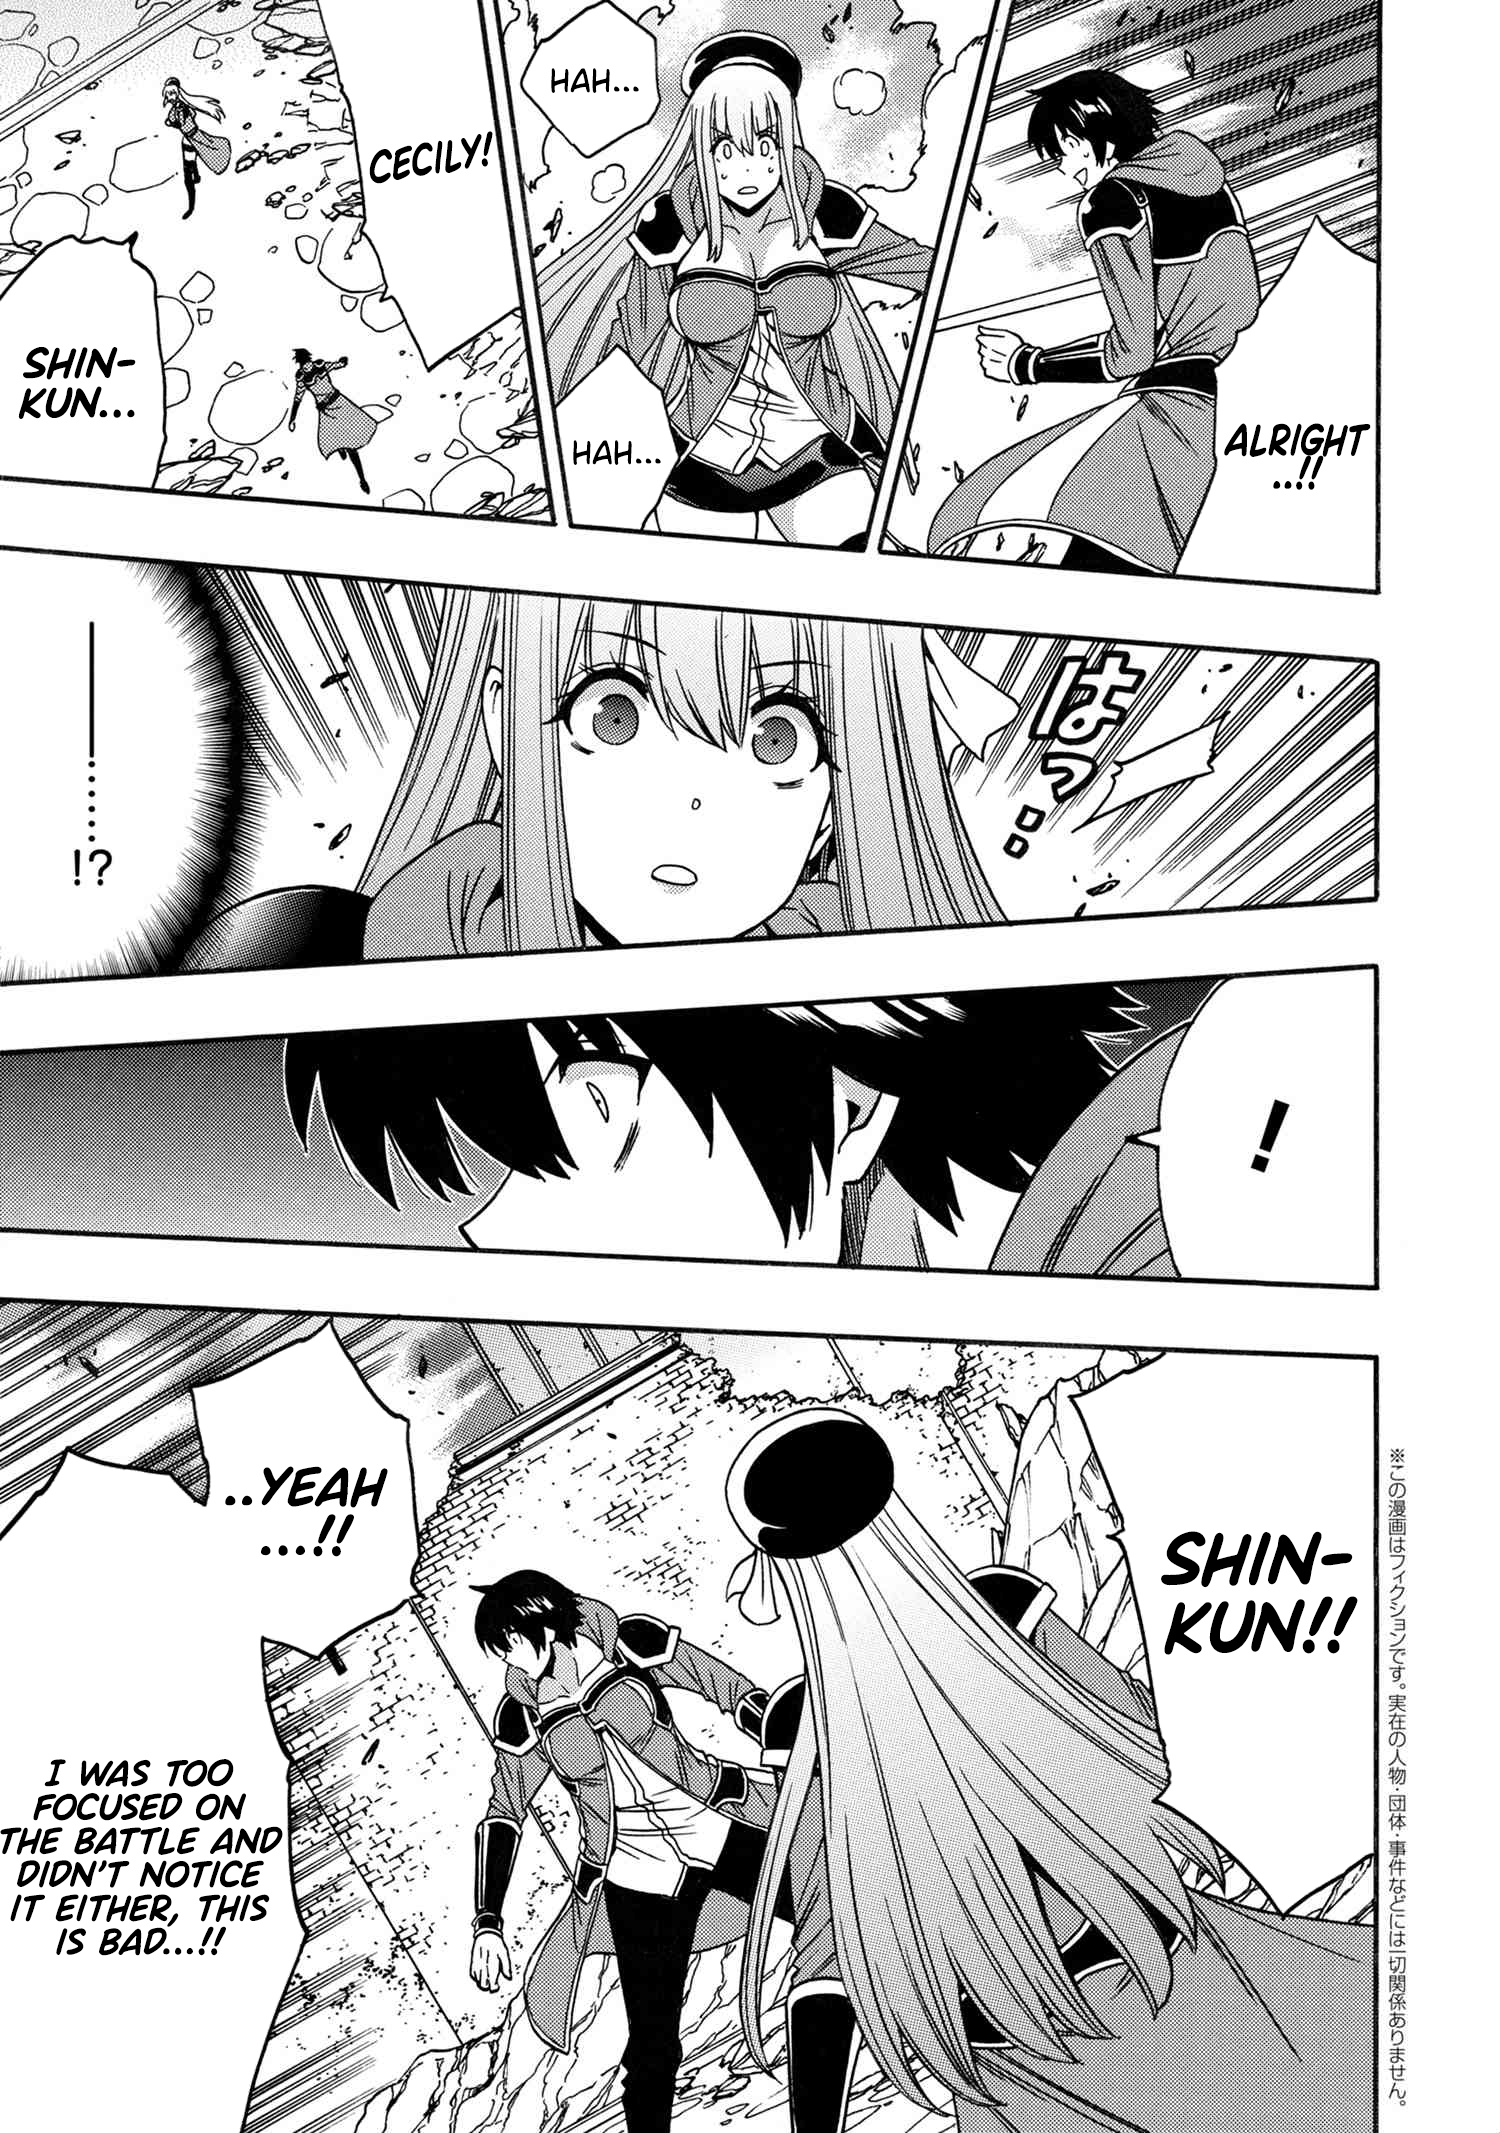 ALRIGHT
..!!
HAH...
HAH...
CECILY!
SHIN-
KUN...
はっ…
――………!?
!
SHIN-
KUN!!
..YEAH
...!!
I WAS TOO
FOCUSED ON
THE BATTLE AND
DIDN'T NOTICE
IT EITHER, THIS
IS BAD...!!
※この漫画はフィクションです。実在の人物・団体・事件などには一切関係ありません。